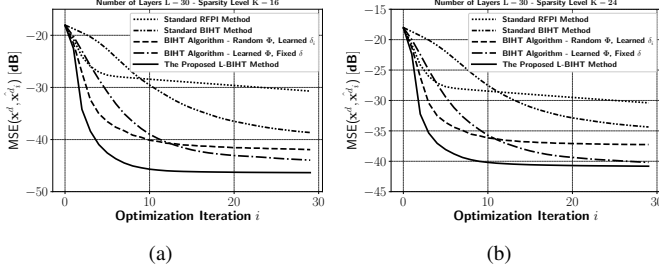 Number of Layers L − 30 - Sparsity Level K − 16
MSE(x^d, x_i^d) [dB]
−20
−30
−40
−50
Standard RFPI Method
Standard BIHT Method
BIHT Algorithm - Random Φ, Learned δ_i
BIHT Algorithm - Learned Φ, Fixed δ
The Proposed L-BIHT Method
0 10 20 30
Optimization Iteration i
(a)
Number of Layers L − 30 - Sparsity Level K − 24
MSE(x^d, x_i^d) [dB]
−15
−20
−25
−30
−35
−40
−45
Standard RFPI Method
Standard BIHT Method
BIHT Algorithm - Random Φ, Learned δ_i
BIHT Algorithm - Learned Φ, Fixed δ
The Proposed L-BIHT Method
0 10 20 30
Optimization Iteration i
(b)